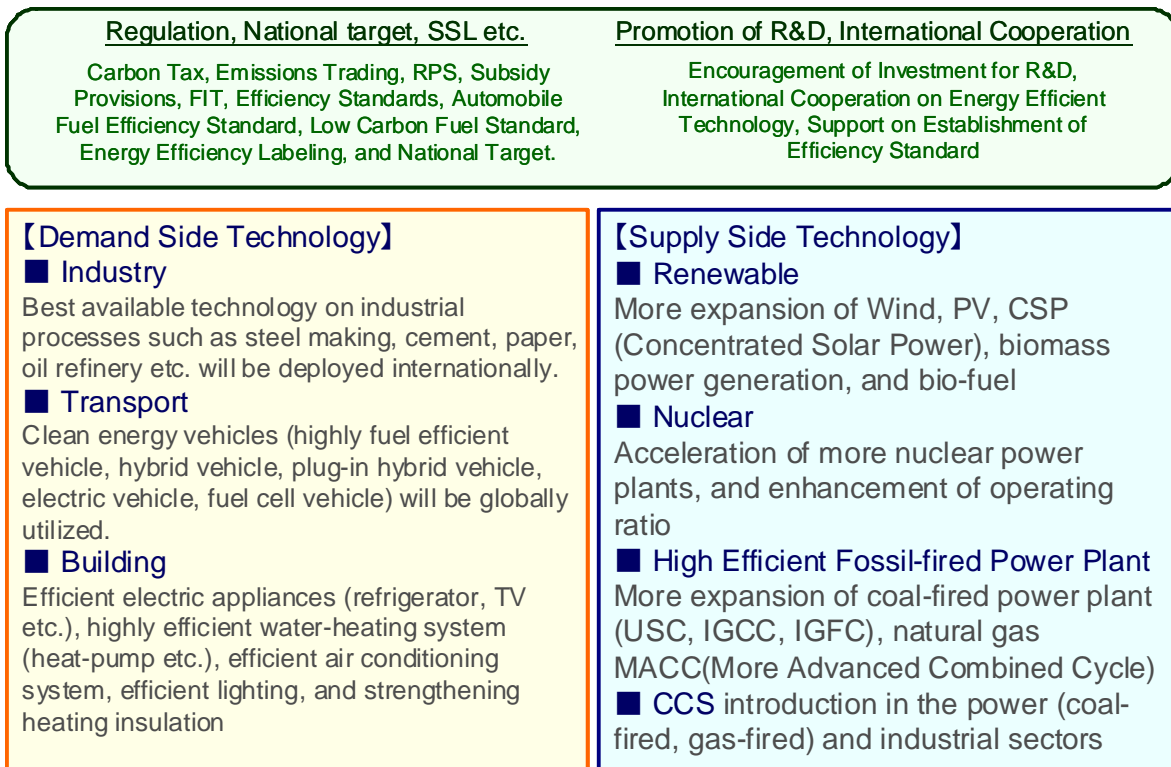 Regulation, National target, SSL etc.
Carbon Tax, Emissions Trading, RPS, Subsidy
Provisions, FIT, Efficiency Standards, Automobile
Fuel Efficiency Standard, Low Carbon Fuel Standard,
Energy Efficiency Labeling, and National Target.
Promotion of R&D, International Cooperation
Encouragement of Investment for R&D,
International Cooperation on Energy Efficient
Technology, Support on Establishment of
Efficiency Standard
【Demand Side Technology】
■ Industry
Best available technology on industrial
processes such as steel making, cement, paper,
oil refinery etc. will be deployed internationally.
■ Transport
Clean energy vehicles (highly fuel efficient
vehicle, hybrid vehicle, plug-in hybrid vehicle,
electric vehicle, fuel cell vehicle) will be globally
utilized.
■ Building
Efficient electric appliances (refrigerator, TV
etc.), highly efficient water-heating system
(heat-pump etc.), efficient air conditioning
system, efficient lighting, and strengthening
heating insulation
【Supply Side Technology】
■ Renewable
More expansion of Wind, PV, CSP
(Concentrated Solar Power), biomass
power generation, and bio-fuel
■ Nuclear
Acceleration of more nuclear power
plants, and enhancement of operating
ratio
■ High Efficient Fossil-fired Power Plant
More expansion of coal-fired power plant
(USC, IGCC, IGFC), natural gas
MACC(More Advanced Combined Cycle)
■ CCS introduction in the power (coal-
fired, gas-fired) and industrial sectors